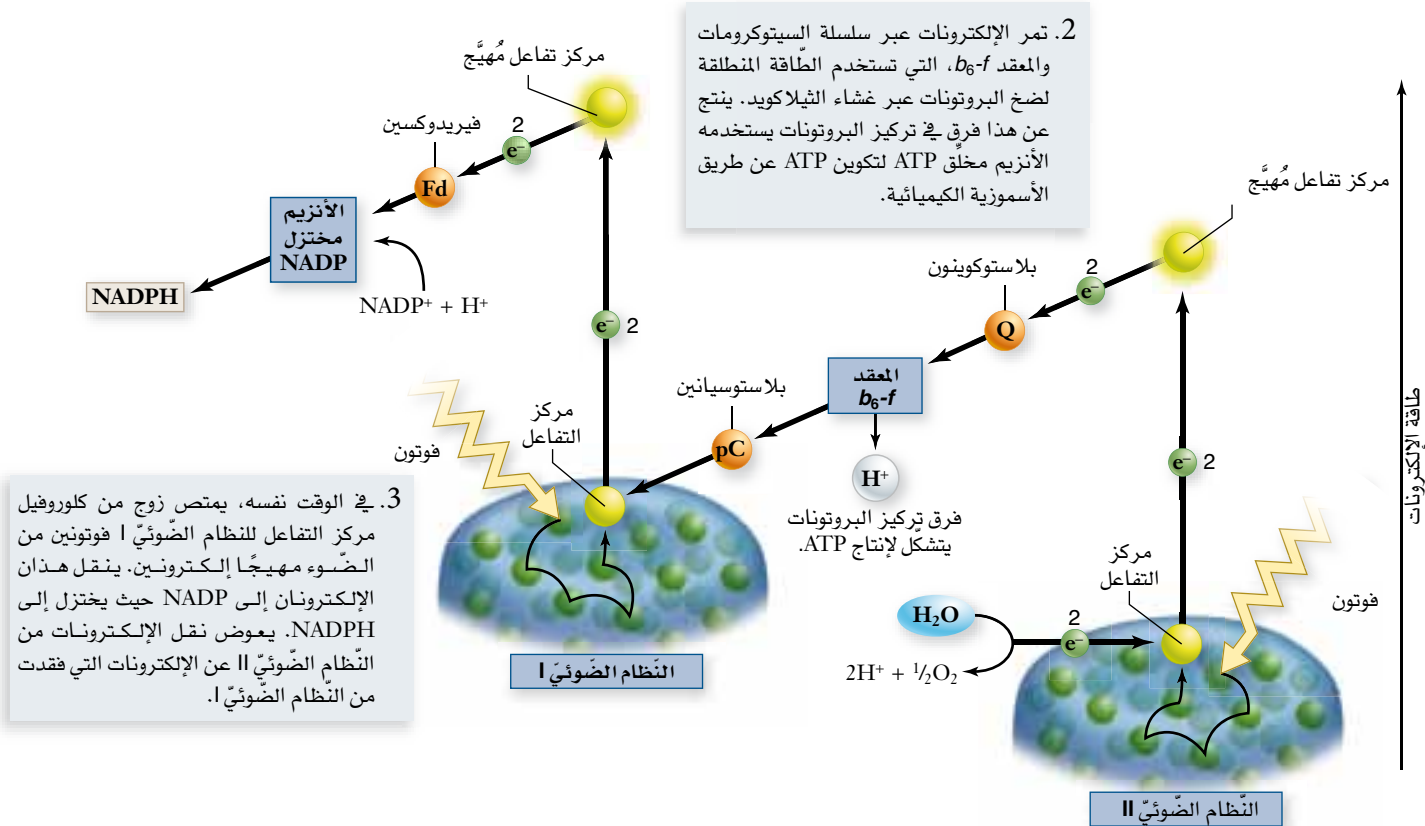 2. تمر الإلكترونات عبر سلسلة السيتوكرومات
والمعقد b₆-f، التي تستخدم الطّاقة المنطلقة
لضخ البروتونات عبر غشاء الثيلاكويد. ينتج
عن هذا فرق في تركيز البروتونات يستخدمه
الأنزيم مخلِّق ATP لتكوين ATP عن طريق
الأسموزية الكيميائية.
طاقة الإلكترونات
مركز تفاعل مُهيَّج
2
e⁻
بلاستوكوينون
Q
المعقد
b₆-f
H⁺
فرق تركيز البروتونات
يتشكّل لإنتاج ATP.
بلاستوسيانين
pC
e⁻ 2
فوتون
مركز
التفاعل
H₂O
2
e⁻
2H⁺ + ½O₂
النّظام الضّوئيّ II
مركز تفاعل مُهيَّج
2
e⁻
فيريدوكسين
Fd
الأنزيم
مختزل
NADP
NADP⁺ + H⁺
NADPH
e⁻ 2
مركز
التفاعل
فوتون
النّظام الضّوئيّ I
3. في الوقت نفسه، يمتص زوج من كلوروفيل
مركز التفاعل للنظام الضّوئيّ I فوتونين من
الضّوء مهيجًا إلكترونين. ينقل هذان
الإلكترونان إلى NADP حيث يختزل إلى
NADPH. يعوض نقل الإلكترونات من
النّظام الضّوئيّ II عن الإلكترونات التي فقدت
من النّظام الضّوئيّ I.